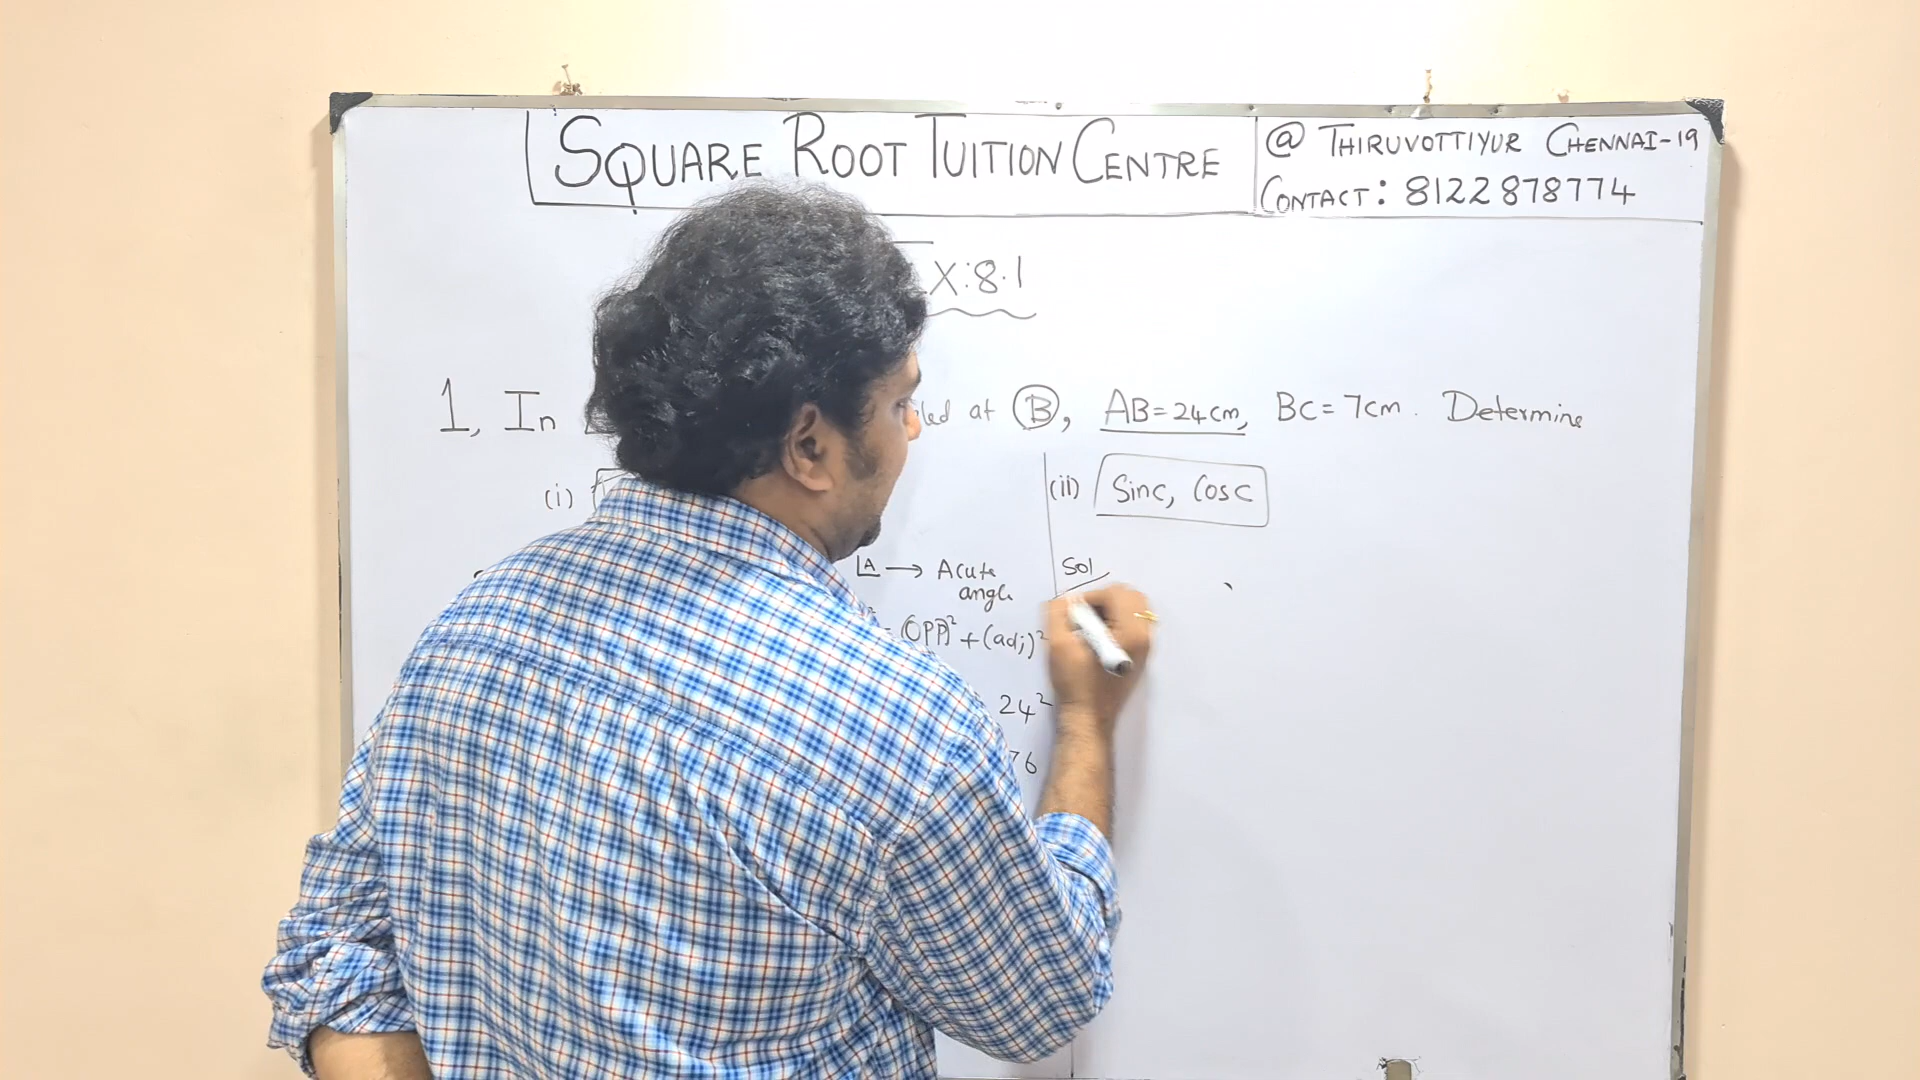 SQUARE ROOT TUITION CENTRE
@ THIRUVOTTIYUR CHENNAI-19
CONTACT: 8122878774
X:8.1
1, In at B, AB=24cm, BC=7cm. Determine
(i)
(ii) Sinc, Cosc
A → Acute
angle
Sol
= (OPP)² + (adj)²
24²
76